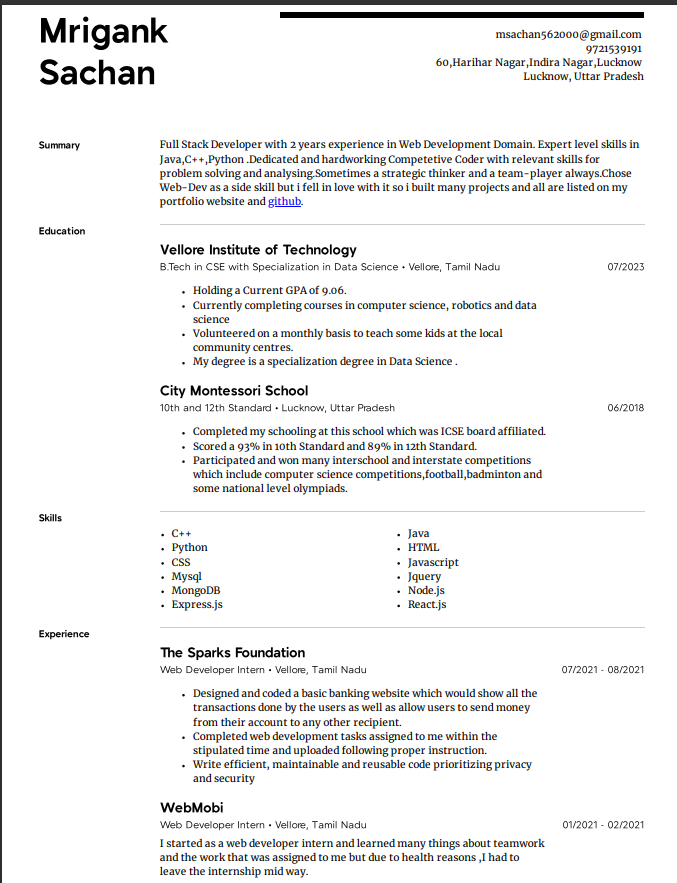 Mrigank
Sachan
msachan562000@gmail.com
9721539191
60,Harihar Nagar,Indira Nagar,Lucknow
Lucknow, Uttar Pradesh
Summary
Full Stack Developer with 2 years experience in Web Development Domain. Expert level skills in
Java,C++,Python .Dedicated and hardworking Competetive Coder with relevant skills for
problem solving and analysing.Sometimes a strategic thinker and a team-player always.Chose
Web-Dev as a side skill but i fell in love with it so i built many projects and all are listed on my
portfolio website and github.
Education
Vellore Institute of Technology
B.Tech in CSE with Specialization in Data Science • Vellore, Tamil Nadu 07/2023
• Holding a Current GPA of 9.06.
• Currently completing courses in computer science, robotics and data
science
• Volunteered on a monthly basis to teach some kids at the local
community centres.
• My degree is a specialization degree in Data Science .
City Montessori School
10th and 12th Standard • Lucknow, Uttar Pradesh 06/2018
• Completed my schooling at this school which was ICSE board affiliated.
• Scored a 93% in 10th Standard and 89% in 12th Standard.
• Participated and won many interschool and interstate competitions
which include computer science competitions,football,badminton and
some national level olympiads.
Skills
• C++
• Python
• CSS
• Mysql
• MongoDB
• Express.js
• Java
• HTML
• Javascript
• Jquery
• Node.js
• React.js
Experience
The Sparks Foundation
Web Developer Intern • Vellore, Tamil Nadu 07/2021 - 08/2021
• Designed and coded a basic banking website which would show all the
transactions done by the users as well as allow users to send money
from their account to any other recipient.
• Completed web development tasks assigned to me within the
stipulated time and uploaded following proper instruction.
• Write efficient, maintainable and reusable code prioritizing privacy
and security
WebMobi
Web Developer Intern • Vellore, Tamil Nadu 01/2021 - 02/2021
I started as a web developer intern and learned many things about teamwork
and the work that was assigned to me but due to health reasons ,I had to
leave the internship mid way.